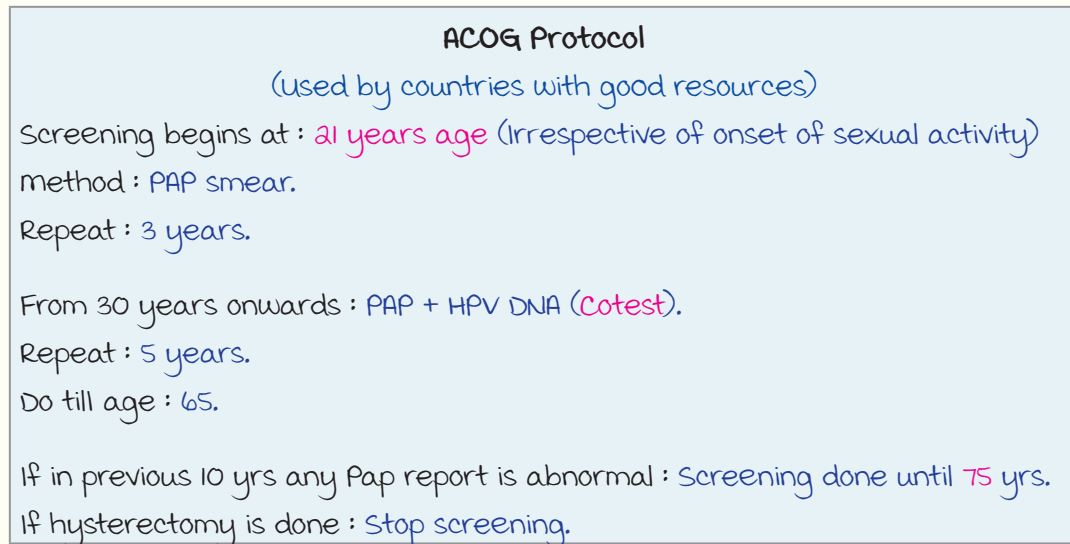 ACOG Protocol
(used by countries with good resources)
Screening begins at : 21 years age (Irrespective of onset of sexual activity)
method : PAP smear.
Repeat : 3 years.
From 30 years onwards : PAP + HPV DNA (Cotest).
Repeat : 5 years.
Do till age : 65.
If in previous 10 yrs any Pap report is abnormal : Screening done until 75 yrs.
If hysterectomy is done : Stop screening.